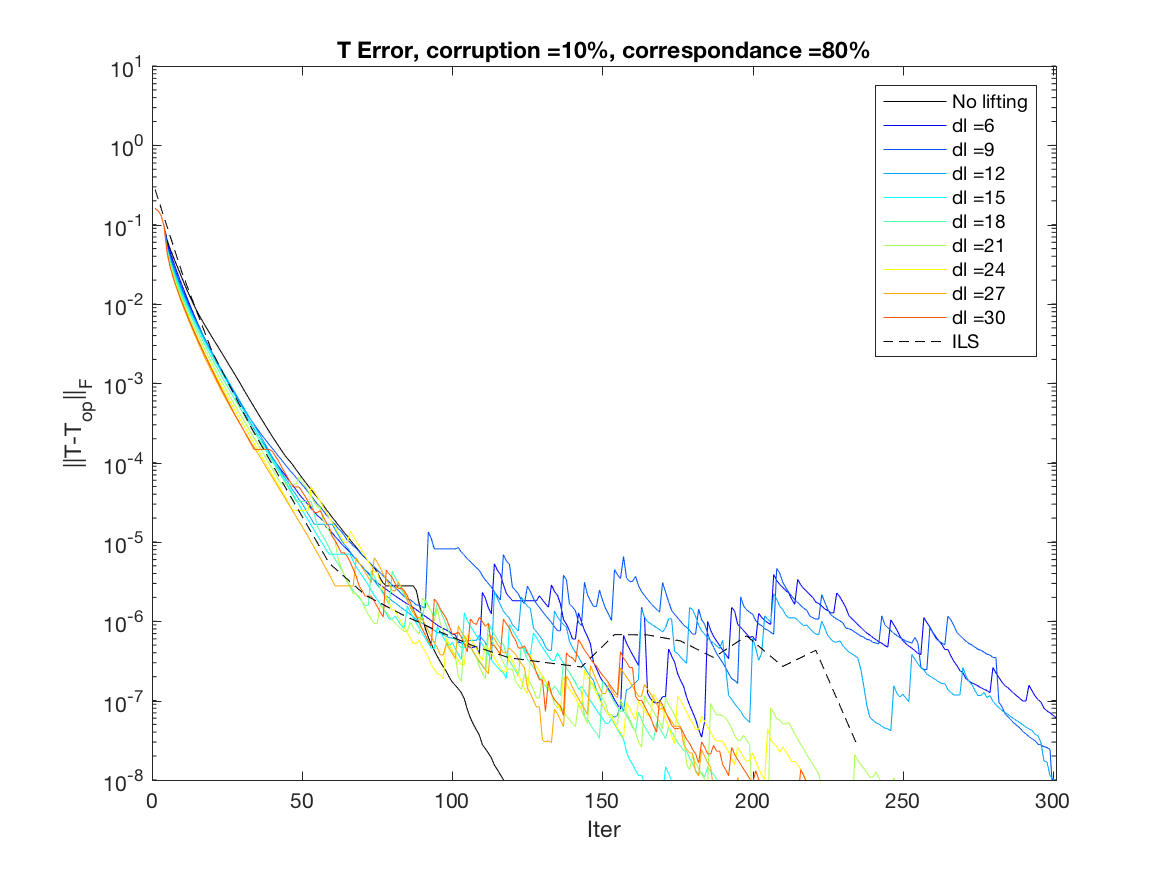 T Error, corruption =10%, correspondance =80%
10^1
10^0
10^-1
10^-2
10^-3
10^-4
10^-5
10^-6
10^-7
10^-8
||T-T_op||_F
0 50 100 150 200 250 300
Iter
No lifting
dl =6
dl =9
dl =12
dl =15
dl =18
dl =21
dl =24
dl =27
dl =30
ILS